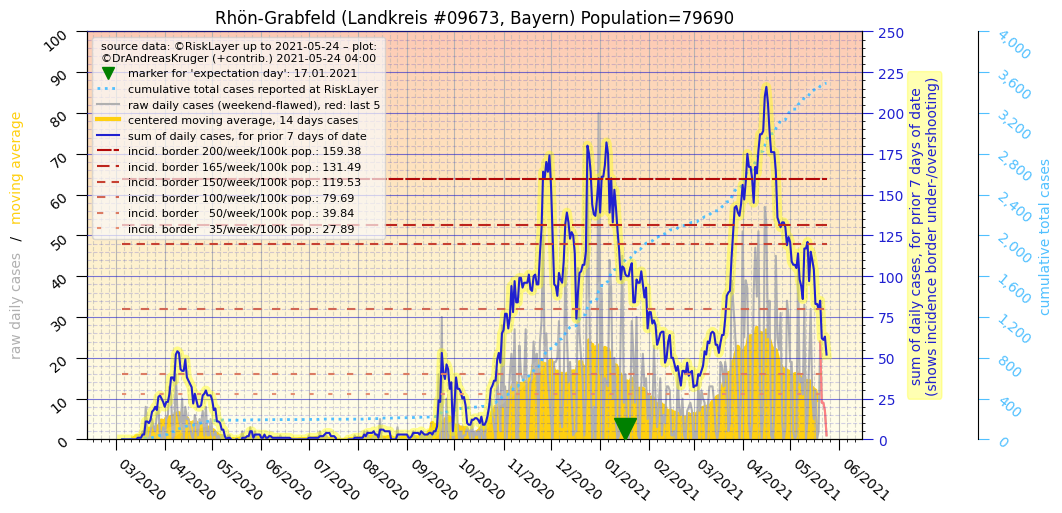 Rhön-Grabfeld (Landkreis #09673, Bayern) Population=79690
source data: ©RiskLayer up to 2021-05-24 – plot:
©DrAndreasKruger (+contrib.) 2021-05-24 04:00
marker for 'expectation day': 17.01.2021
cumulative total cases reported at RiskLayer
raw daily cases (weekend-flawed), red: last 5
centered moving average, 14 days cases
sum of daily cases, for prior 7 days of date
incid. border 200/week/100k pop.: 159.38
incid. border 165/week/100k pop.: 131.49
incid. border 150/week/100k pop.: 119.53
incid. border 100/week/100k pop.: 79.69
incid. border 50/week/100k pop.: 39.84
incid. border 35/week/100k pop.: 27.89
raw daily cases / moving average
100
90
80
70
60
50
40
30
20
10
0
03/2020
04/2020
05/2020
06/2020
07/2020
08/2020
09/2020
10/2020
11/2020
12/2020
01/2021
02/2021
03/2021
04/2021
05/2021
06/2021
250
225
200
175
150
125
100
75
50
25
0
sum of daily cases, for prior 7 days of date
(shows incidence border under-/overshooting)
4,000
3,600
3,200
2,800
2,400
2,000
1,600
1,200
800
400
0
cumulative total cases